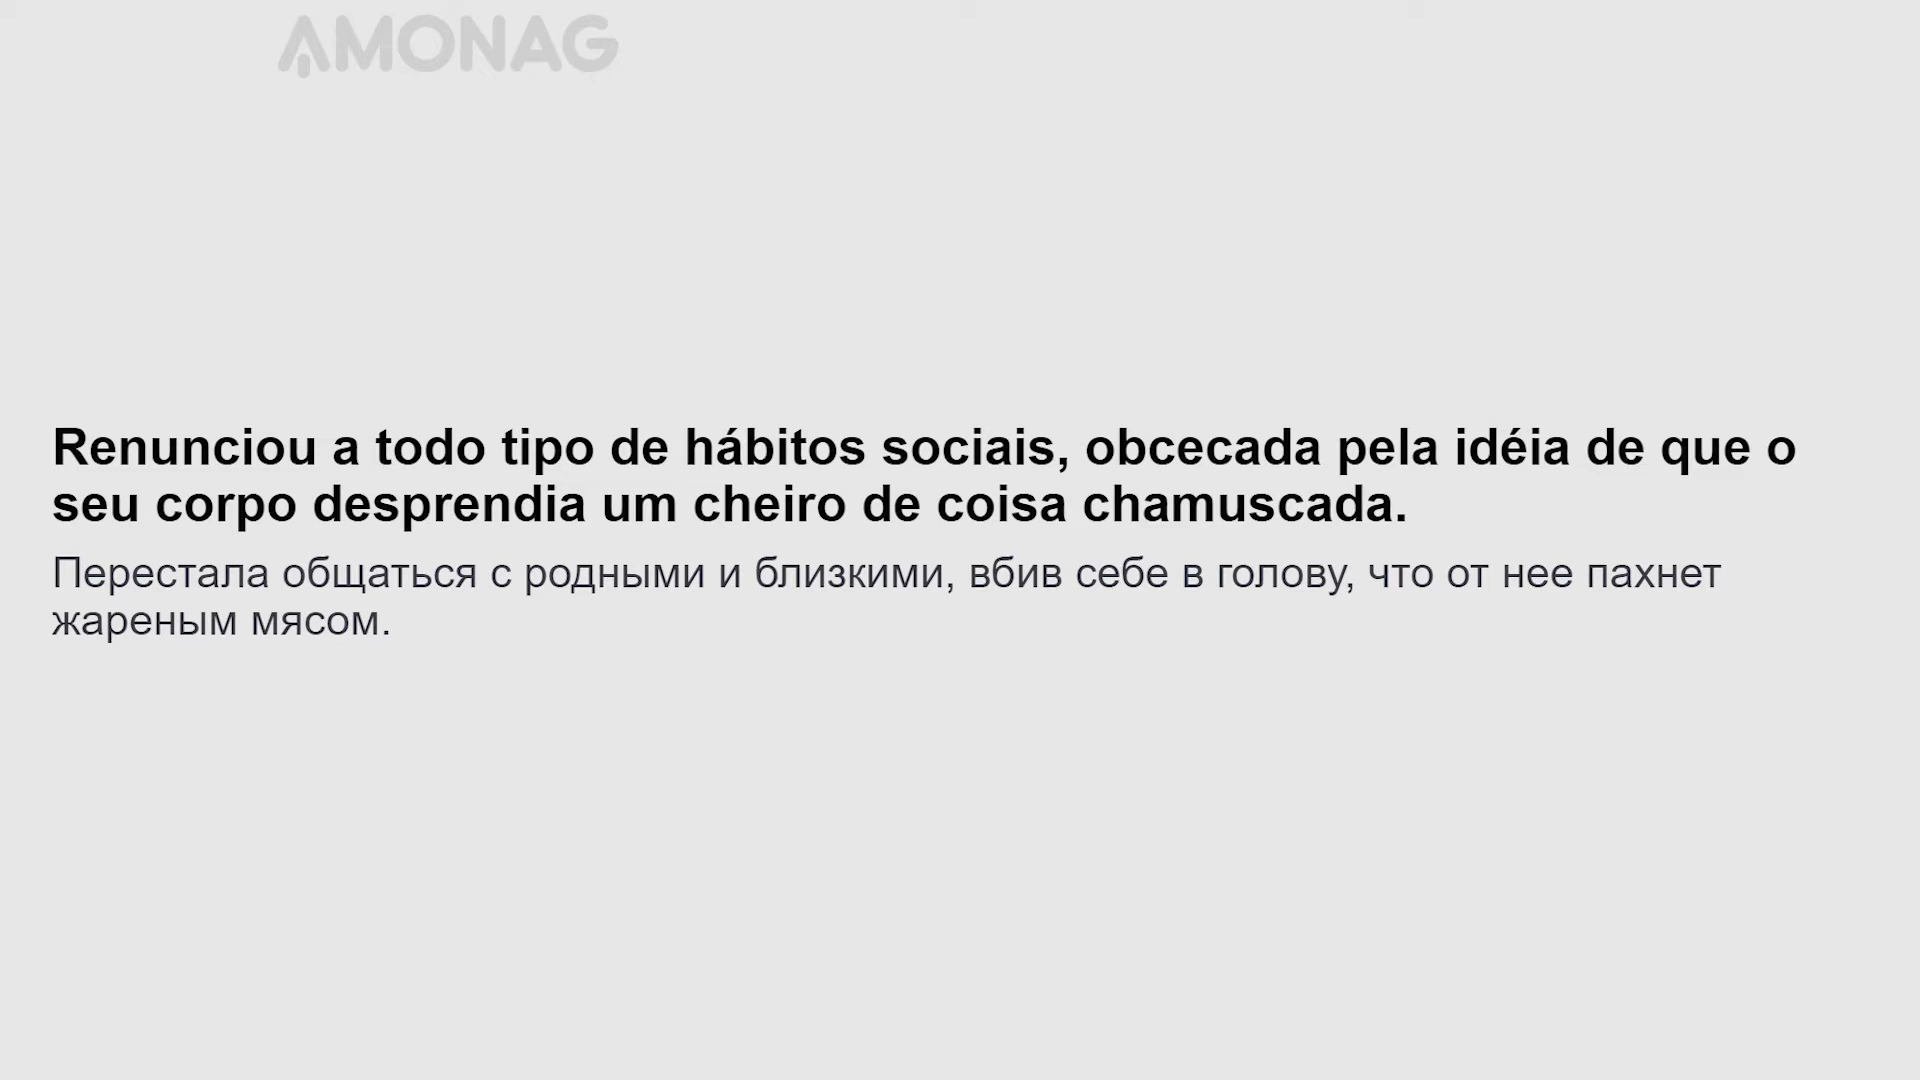 AMONAG
Renunciou a todo tipo de hábitos sociais, obcecada pela idéia de que o
seu corpo desprendia um cheiro de coisa chamuscada.
Перестала общаться с родными и близкими, вбив себе в голову, что от нее пахнет
жареным мясом.